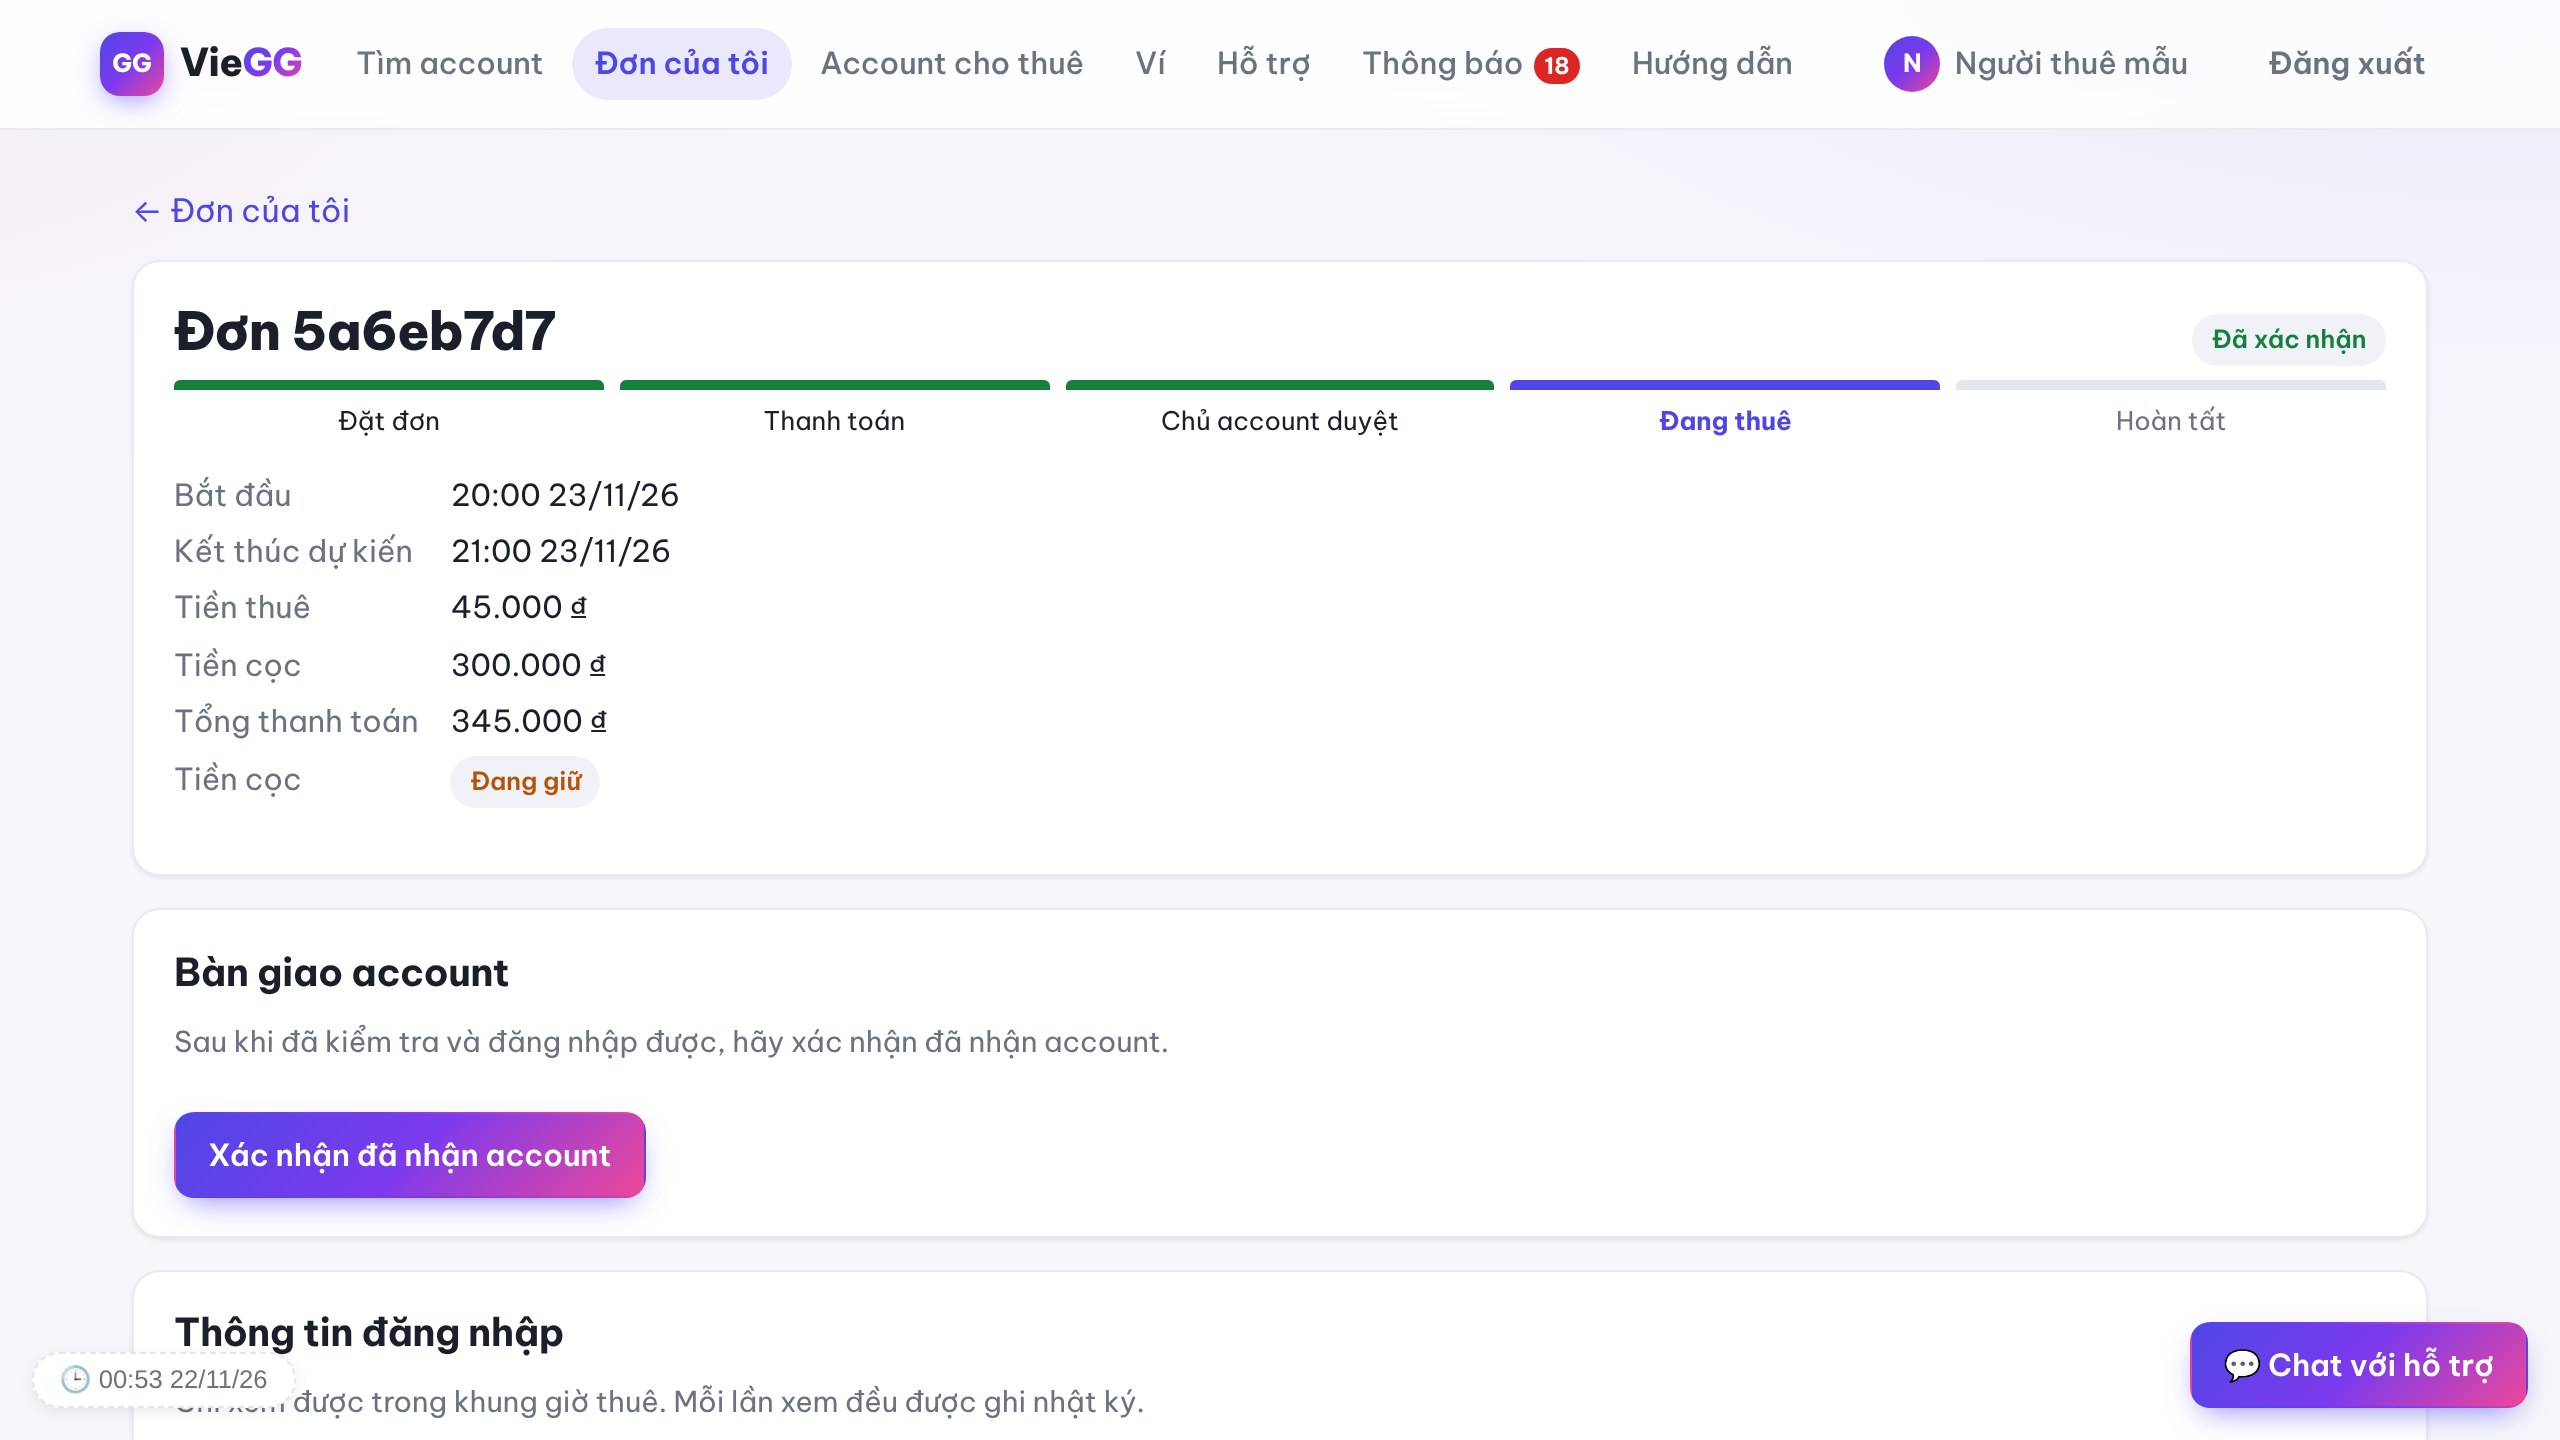 GG VieGG Tìm account Đơn của tôi Account cho thuê Ví Hỗ trợ Thông báo 18 Hướng dẫn N Người thuê mẫu Đăng xuất
← Đơn của tôi
Đơn 5a6eb7d7
Đã xác nhận
Đặt đơn Thanh toán Chủ account duyệt Đang thuê Hoàn tất
Bắt đầu 20:00 23/11/26
Kết thúc dự kiến 21:00 23/11/26
Tiền thuê 45.000 ₫
Tiền cọc 300.000 ₫
Tổng thanh toán 345.000 ₫
Tiền cọc Đang giữ
Bàn giao account
Sau khi đã kiểm tra và đăng nhập được, hãy xác nhận đã nhận account.
Xác nhận đã nhận account
Thông tin đăng nhập
được trong khung giờ thuê. Mỗi lần xem đều được ghi nhật ký.
🕒 00:53 22/11/26
💬 Chat với hỗ trợ